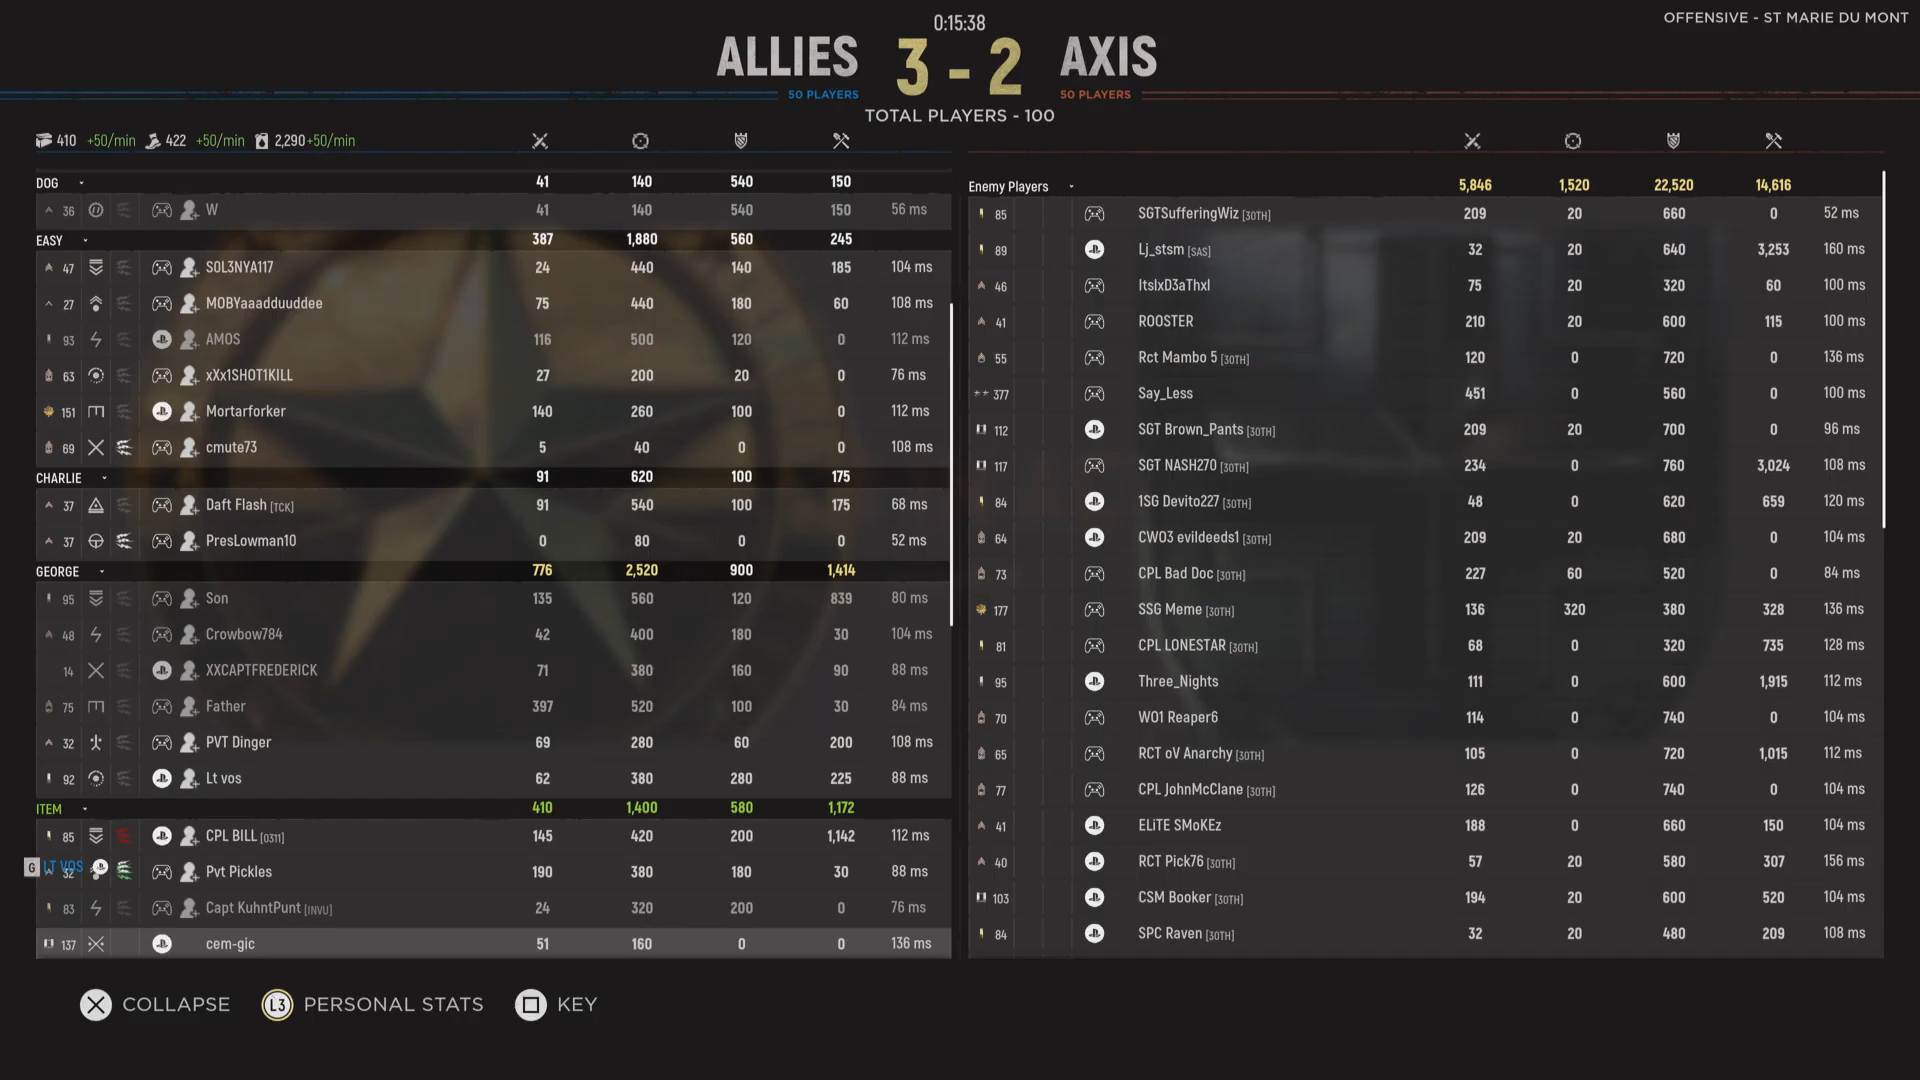 OFFENSIVE - ST MARIE DU MONT
0:15:38
ALLIES 3 - 2 AXIS
50 PLAYERS 50 PLAYERS
TOTAL PLAYERS - 100
410 +50/min 422 +50/min 2,290 +50/min
DOG 41 140 540 150
36 W 41 140 540 150 56 ms
EASY 387 1,880 560 245
47 S0L3NYA117 24 440 140 185 104 ms
27 MOBYaaadduuddee 75 440 180 60 108 ms
93 AMOS 116 500 120 0 112 ms
63 xXx1SHOT1KILL 27 200 20 0 76 ms
151 Mortarforker 140 260 100 0 112 ms
69 cmute73 5 40 0 0 108 ms
CHARLIE 91 620 100 175
37 Daft Flash [TCK] 91 540 100 175 68 ms
37 PresLowman10 0 80 0 0 52 ms
GEORGE 776 2,520 900 1,414
95 Son 135 560 120 839 80 ms
48 Crowbow784 42 400 180 30 104 ms
14 XXCAPTFREDERICK 71 380 160 90 88 ms
75 Father 397 520 100 30 84 ms
32 PVT Dinger 69 280 60 200 108 ms
92 Lt vos 62 380 280 225 88 ms
ITEM 410 1,400 580 1,172
85 CPL BILL [0311] 145 420 200 1,142 112 ms
G LT VOS
32 Pvt Pickles 190 380 180 30 88 ms
83 Capt KuhntPunt [INVU] 24 320 200 0 76 ms
137 cem-gic 51 160 0 0 136 ms
Enemy Players 5,846 1,520 22,520 14,616
85 SGTSufferingWiz [30TH] 209 20 660 0 52 ms
89 Lj_stsm [SAS] 32 20 640 3,253 160 ms
46 ItsIxD3aThxI 75 20 320 60 100 ms
41 ROOSTER 210 20 600 115 100 ms
55 Rct Mambo 5 [30TH] 120 0 720 0 136 ms
377 Say_Less 451 0 560 0 100 ms
112 SGT Brown_Pants [30TH] 209 20 700 0 96 ms
117 SGT NASH270 [30TH] 234 0 760 3,024 108 ms
84 1SG Devito227 [30TH] 48 0 620 659 120 ms
64 CWO3 evildeeds1 [30TH] 209 20 680 0 104 ms
73 CPL Bad Doc [30TH] 227 60 520 0 84 ms
177 SSG Meme [30TH] 136 320 380 328 136 ms
81 CPL LONESTAR [30TH] 68 0 320 735 128 ms
95 Three_Nights 111 0 600 1,915 112 ms
70 WO1 Reaper6 114 0 740 0 104 ms
65 RCT oV Anarchy [30TH] 105 0 720 1,015 112 ms
77 CPL JohnMcClane [30TH] 126 0 740 0 104 ms
41 ELiTE SMoKEz 188 0 660 150 104 ms
40 RCT Pick76 [30TH] 57 20 580 307 156 ms
103 CSM Booker [30TH] 194 20 600 520 104 ms
84 SPC Raven [30TH] 32 20 480 209 108 ms
COLLAPSE L3 PERSONAL STATS KEY